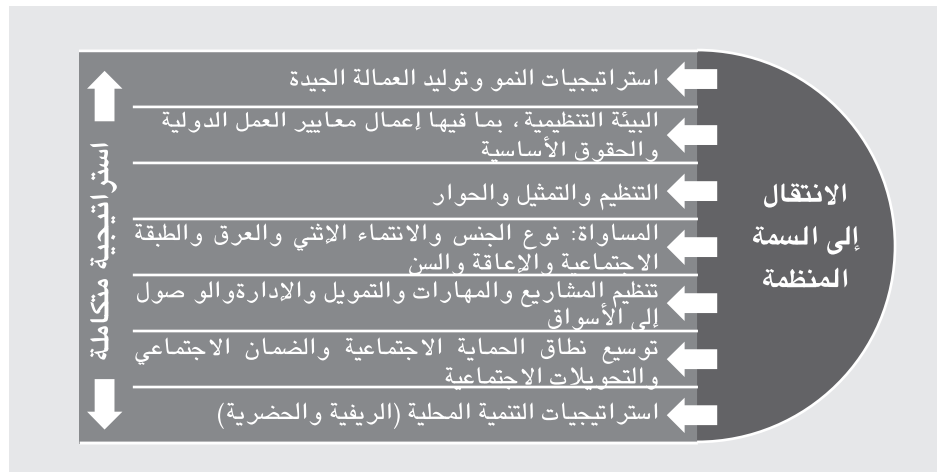 الانتقال
إلى السمة
المنظمة
استراتيجيات النمو وتوليد العمالة الجيدة
البيئة التنظيمية، بما فيها إعمال معايير العمل الدولية
والحقوق الأساسية
التنظيم والتمثيل والحوار
المساواة: نوع الجنس والانتماء الإثني والعرق والطبقة
الاجتماعية والإعاقة والسن
تنظيم المشاريع والمهارات والتمويل والإدارةوالو صول
إلى الأسواق
توسيع نطاق الحماية الاجتماعية والضمان الاجتماعي
والتحويلات الاجتماعية
استراتيجيات التنمية المحلية (الريفية والحضرية)
استراتيجية متكاملة